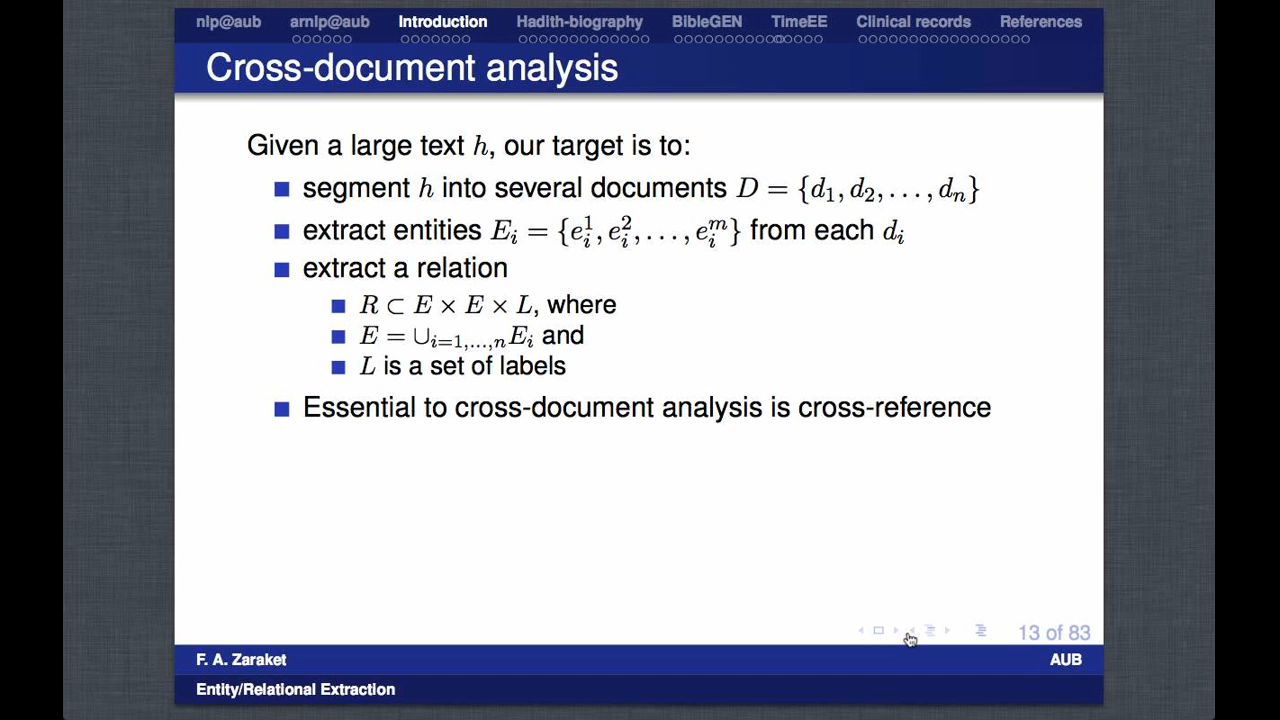 nlp@aub arnlp@aub Introduction Hadith-biography BibleGEN TimeEE Clinical records References
Cross-document analysis
Given a large text h, our target is to:
segment h into several documents D = {d₁, d₂, . . . , dₙ}
extract entities Eᵢ = {eᵢ¹, eᵢ², . . . , eᵢᵐ} from each dᵢ
extract a relation
R ⊂ E × E × L, where
E = ∪ᵢ₌₁,...,ₙEᵢ and
L is a set of labels
Essential to cross-document analysis is cross-reference
13 of 83
F. A. Zaraket AUB
Entity/Relational Extraction